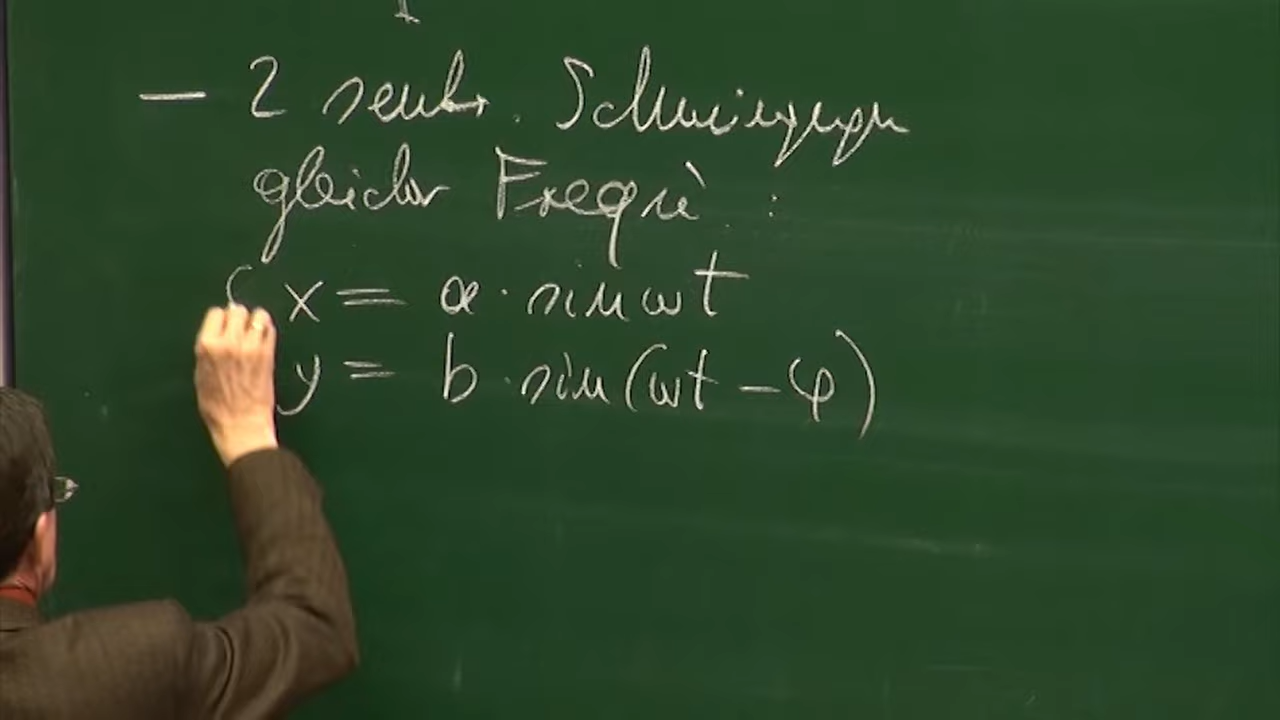 — 2 senkr. Schwingungen
gleicher Frequ. :
x = a · sin ωt
y = b · sin(ωt – φ)